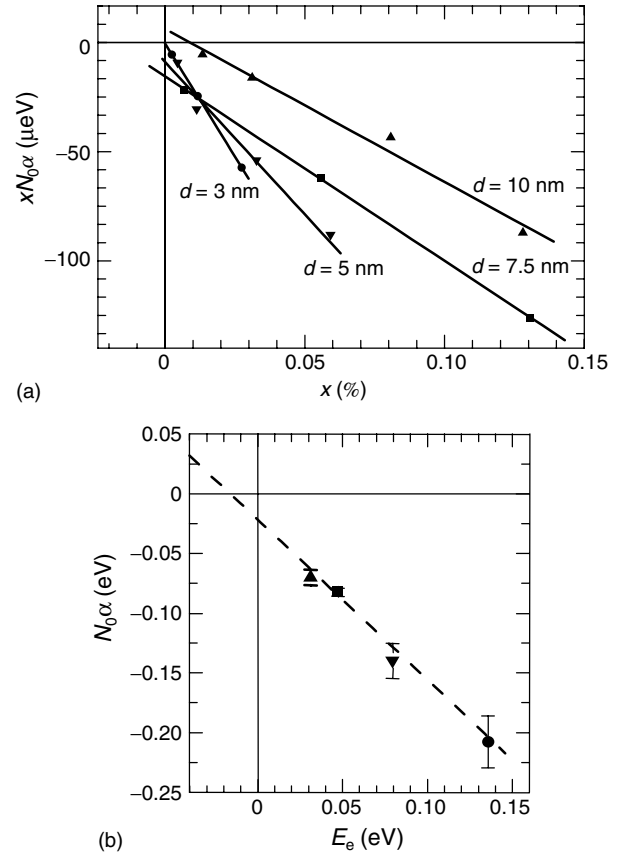 0
−50
−100
xN₀α (μeV)
d = 3 nm
d = 5 nm
d = 10 nm
d = 7.5 nm
0 0.05 0.10 0.15
x (%)
(a)
0.05
0
−0.05
−0.10
−0.15
−0.20
−0.25
N₀α (eV)
0 0.05 0.10 0.15
Eₑ (eV)
(b)